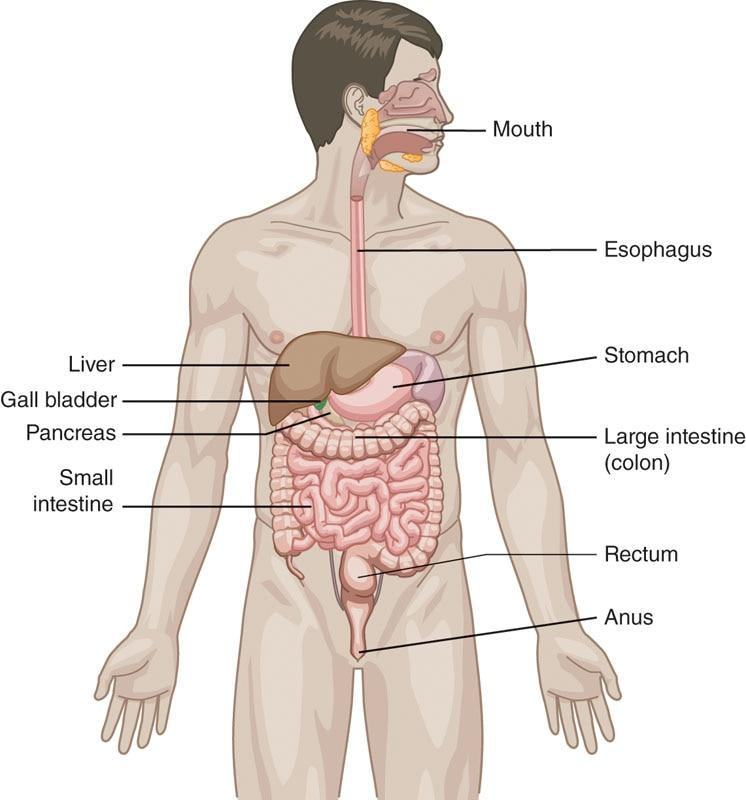 Mouth
Esophagus
Liver
Stomach
Gall bladder
Pancreas
Large intestine
(colon)
Small
intestine
Rectum
Anus